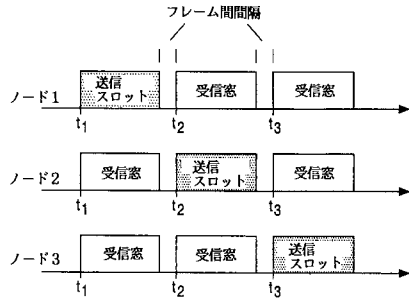 フレーム間間隔
ノード1
送信
スロット
受信窓
受信窓
t1
t2
t3
ノード2
受信窓
送信
スロット
受信窓
t1
t2
t3
ノード3
受信窓
受信窓
送信
スロット
t1
t2
t3